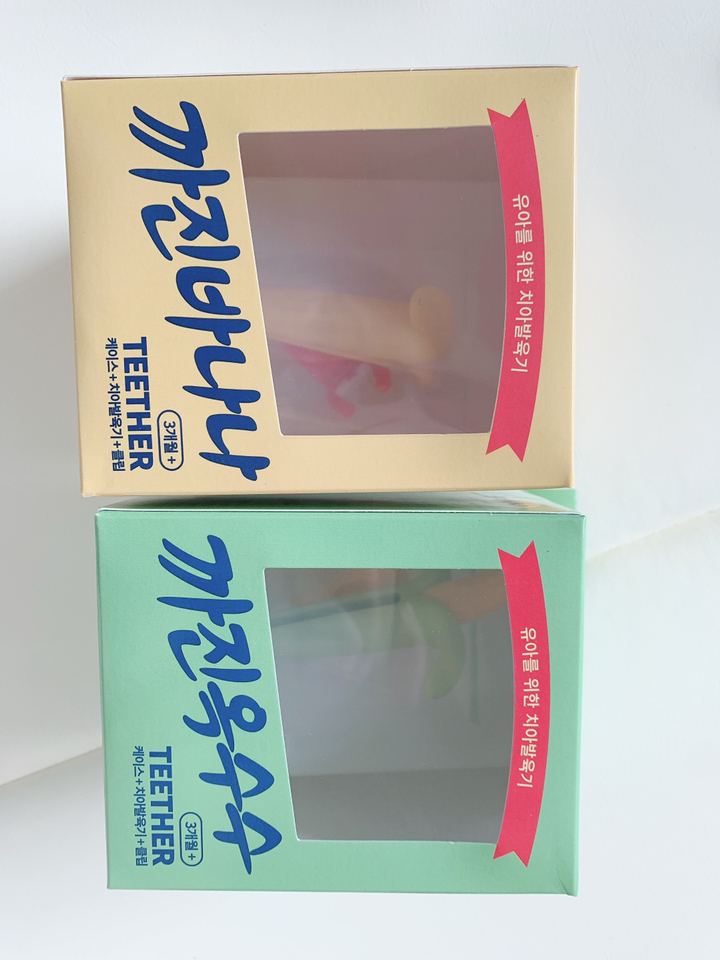 유아를 위한 치아발육기
까진바나나
3개월+
TEETHER
케이스+치아발육기+클립
유아를 위한 치아발육기
까진옥수수
3개월+
TEETHER
케이스+치아발육기+클립